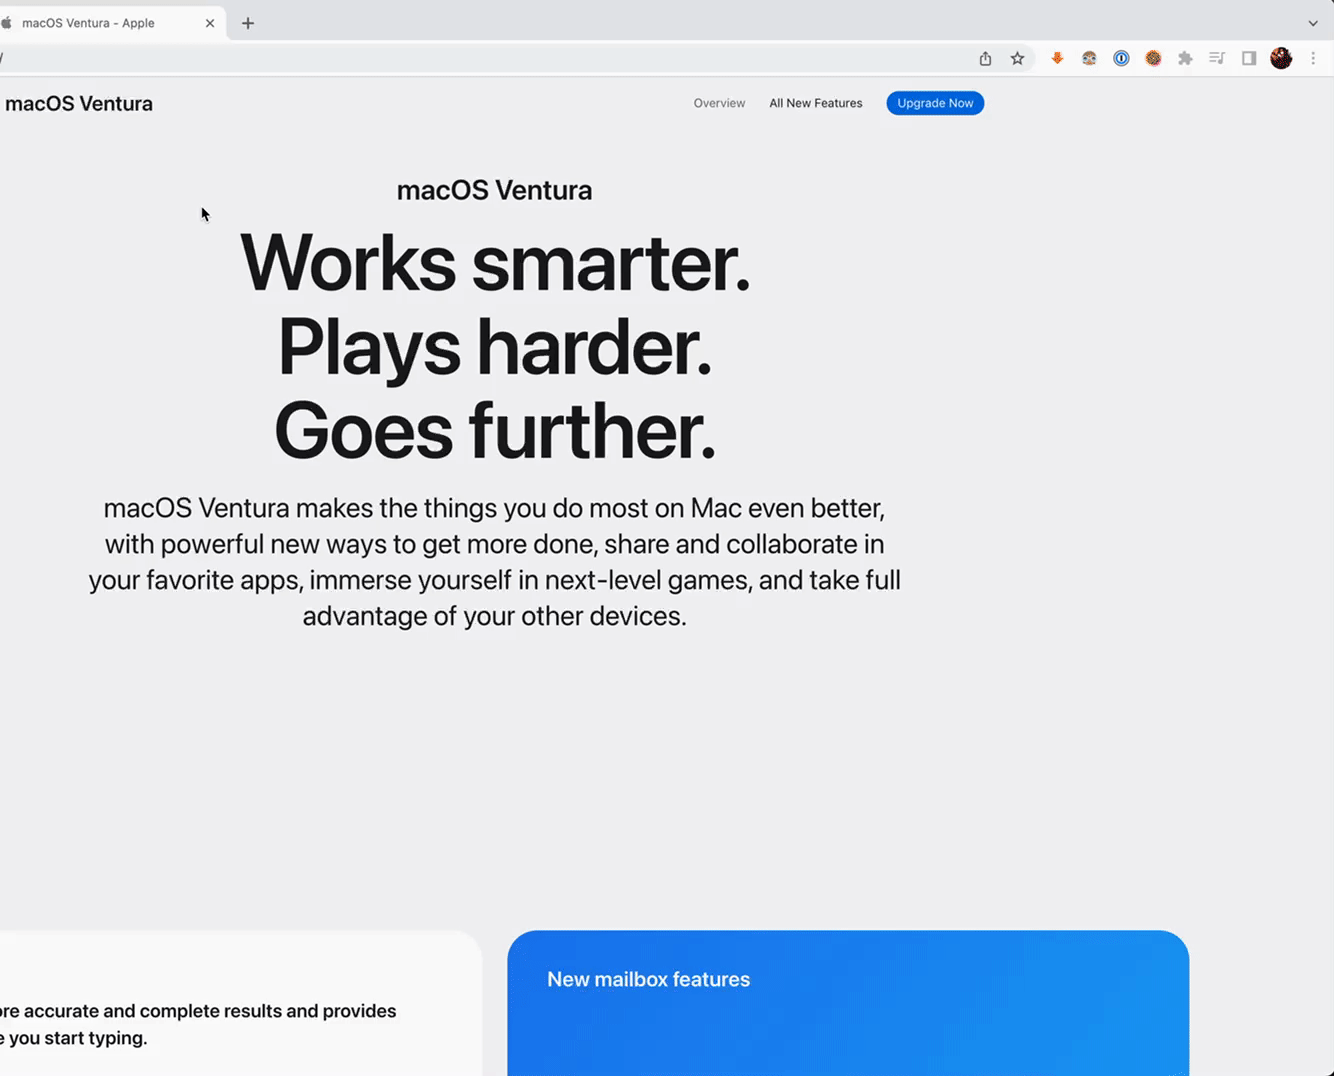 macOS Ventura - Apple
/
macOS Ventura
Overview
All New Features
Upgrade Now
macOS Ventura
Works smarter.
Plays harder.
Goes further.
macOS Ventura makes the things you do most on Mac even better,
with powerful new ways to get more done, share and collaborate in
your favorite apps, immerse yourself in next-level games, and take full
advantage of your other devices.
New mailbox features
accurate and complete results and provides
you start typing.